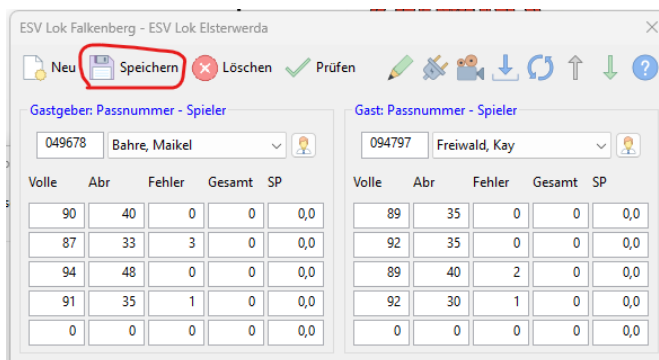 ESV Lok Falkenberg - ESV Lok Elsterwerda
Neu Speichern Löschen Prüfen ?
Gastgeber: Passnummer - Spieler
049678 Bahre, Maikel
Volle Abr Fehler Gesamt SP
90 40 0 0 0,0
87 33 3 0 0,0
94 48 0 0 0,0
91 35 1 0 0,0
0 0 0 0 0,0
Gast: Passnummer - Spieler
094797 Freiwald, Kay
Volle Abr Fehler Gesamt SP
89 35 0 0 0,0
92 35 0 0 0,0
89 40 2 0 0,0
92 30 1 0 0,0
0 0 0 0 0,0